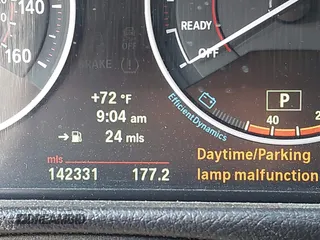 140
160
READY
OFF
BRAKE
+72 °F
9:04 am
24 mls
EfficientDynamics
P
40
mls
142331 177.2
Daytime/Parking
lamp malfunction